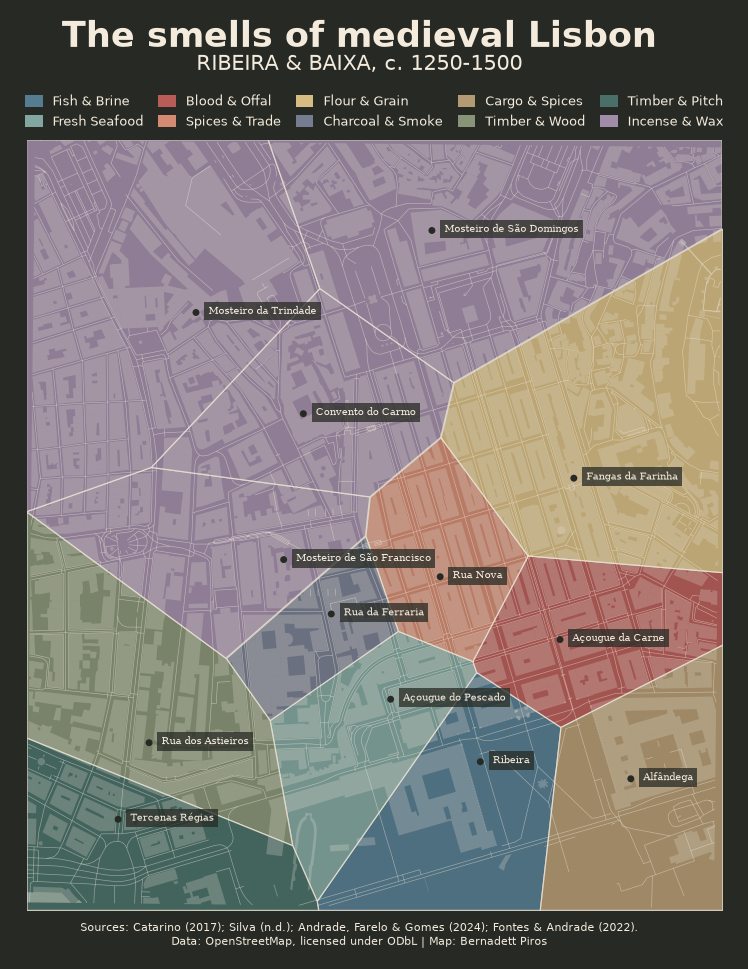 The smells of medieval Lisbon
RIBEIRA & BAIXA, c. 1250-1500
Fish & Brine Blood & Offal Flour & Grain Cargo & Spices Timber & Pitch
Fresh Seafood Spices & Trade Charcoal & Smoke Timber & Wood Incense & Wax
Mosteiro de São Domingos
Mosteiro da Trindade
Convento do Carmo
Fangas da Farinha
Mosteiro de São Francisco
Rua Nova
Rua da Ferraria
Açougue da Carne
Açougue do Pescado
Rua dos Astieiros
Ribeira
Alfândega
Tercenas Régias
Sources: Catarino (2017); Silva (n.d.); Andrade, Farelo & Gomes (2024); Fontes & Andrade (2022).
Data: OpenStreetMap, licensed under ODbL | Map: Bernadett Piros